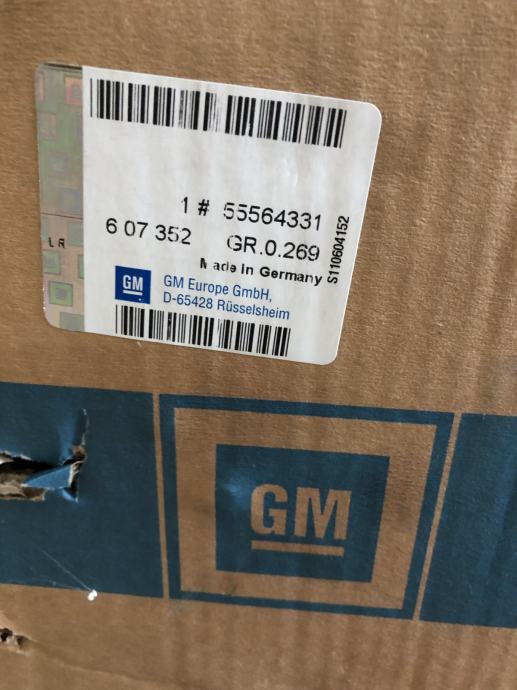 1 # 55564331
6 07 352 GR.0.269
Made In Germany
S110604152
LR
GM
GM Europe GmbH,
D-65428 Rüsselsheim
GM